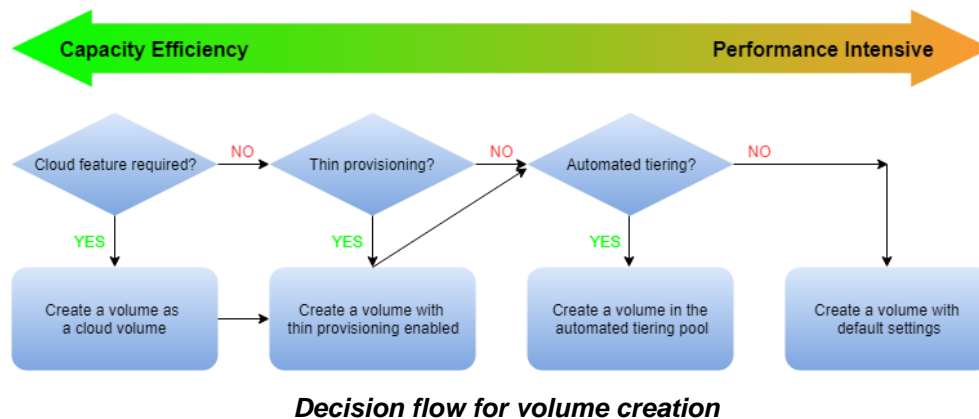 Capacity Efficiency
Performance Intensive
Cloud feature required?
NO
Thin provisioning?
NO
Automated tiering?
NO
YES
YES
YES
Create a volume as
a cloud volume
Create a volume with
thin provisioning enabled
Create a volume in the
automated tiering pool
Create a volume with
default settings
Decision flow for volume creation